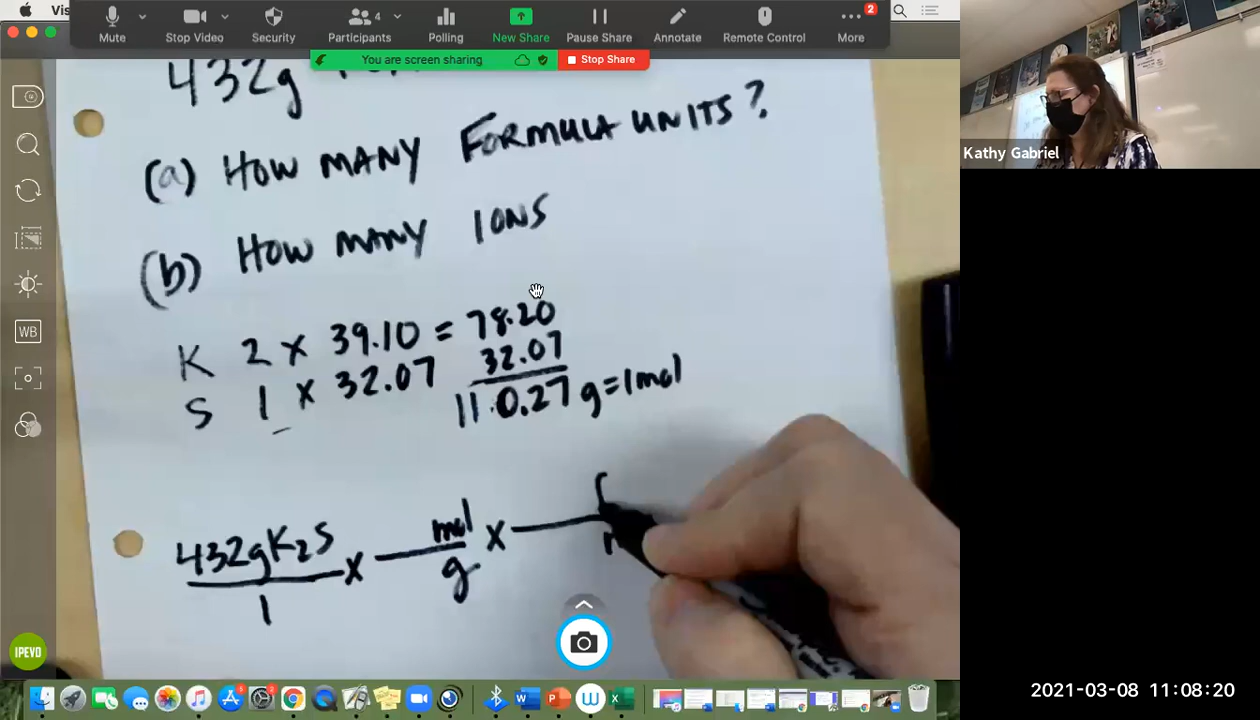 Vis
Mute
Stop Video
Security
4
Participants
Polling
New Share
Pause Share
Annotate
Remote Control
2
More
You are screen sharing
Stop Share
432g
(a) HOW MANY FORMULA UNITS?
(b) HOW MANY IONS
K 2 x 39.10 = 78.20
S 1 x 32.07 32.07
110.27 g = 1 mol
432g K2S x mol x f
1 g
WB
IPEVO
Kathy Gabriel
2021-03-08 11:08:20